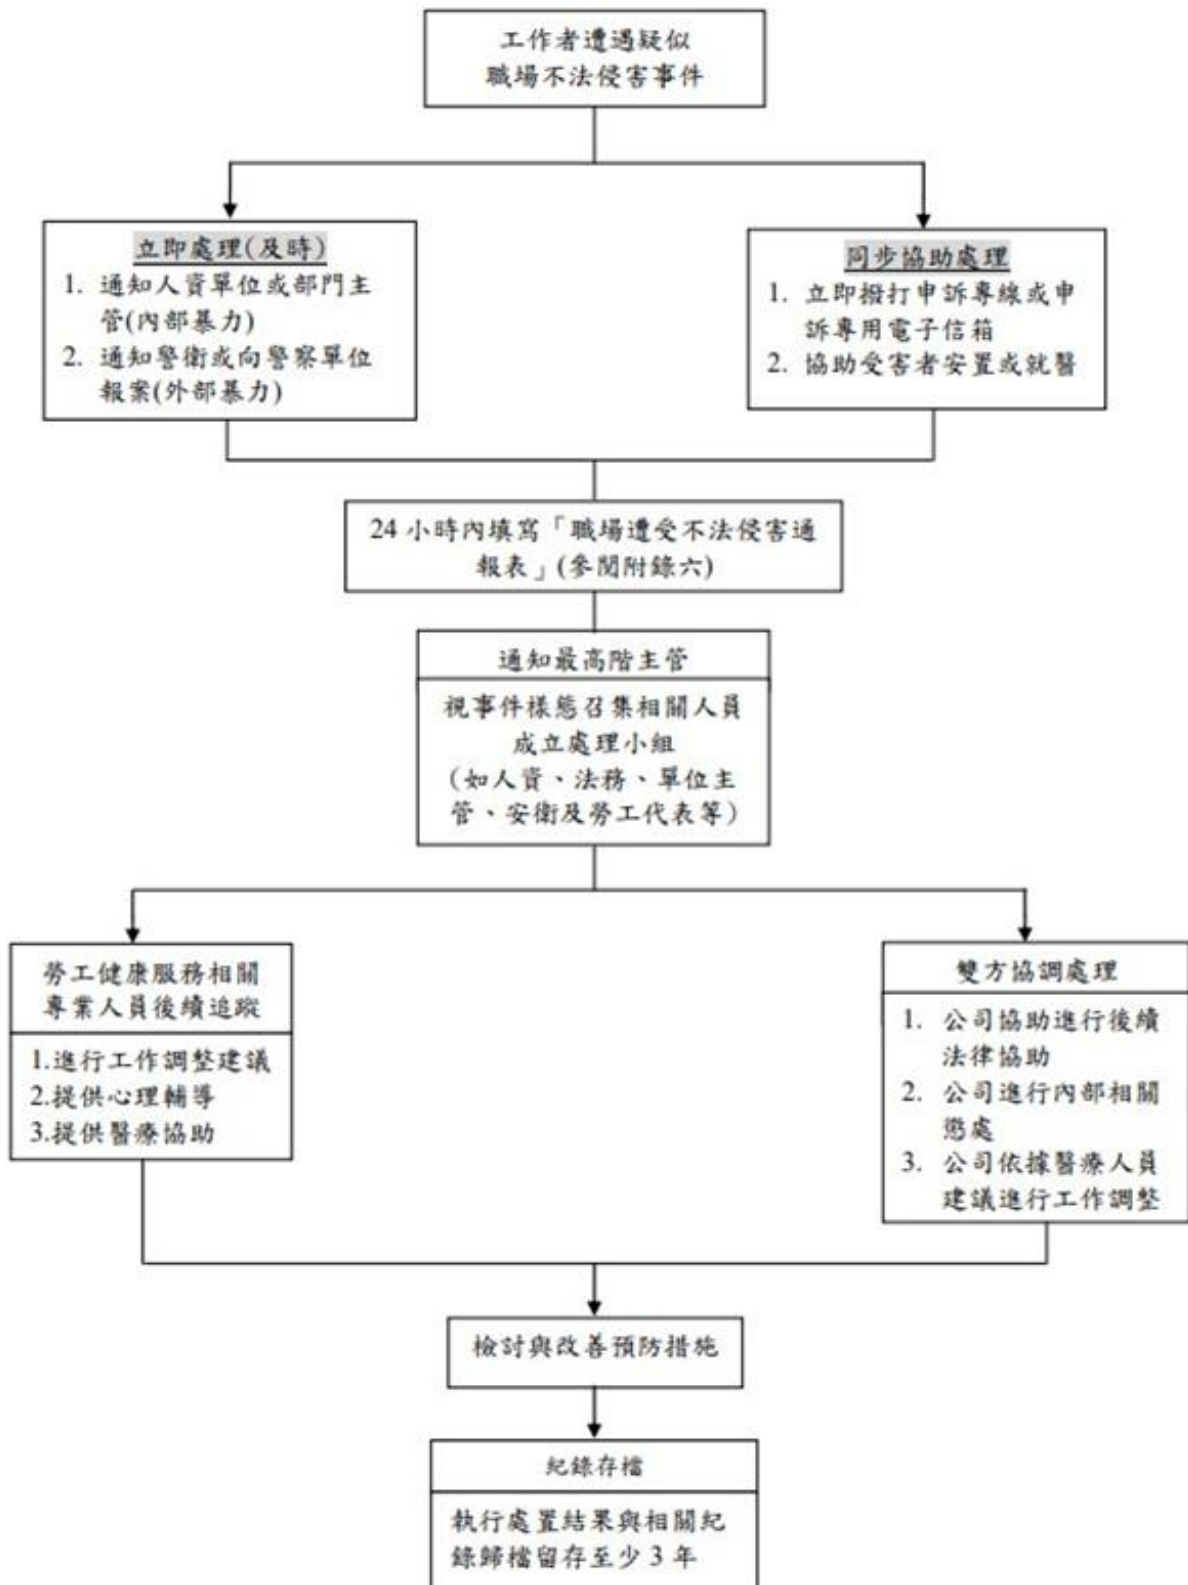 工作者遭遇疑似
職場不法侵害事件
立即處理(及時)
1. 通知人資單位或部門主
管(內部暴力)
2. 通知警衛或向警察單位
報案(外部暴力)
同步協助處理
1. 立即撥打申訴專線或申
訴專用電子信箱
2. 協助受害者安置或就醫
24 小時內填寫「職場遭受不法侵害通
報表」(參閱附錄六)
通知最高階主管
視事件樣態召集相關人員
成立處理小組
(如人資、法務、單位主
管、安衛及勞工代表等)
勞工健康服務相關
專業人員後續追蹤
1.進行工作調整建議
2.提供心理輔導
3.提供醫療協助
雙方協調處理
1. 公司協助進行後續
法律協助
2. 公司進行內部相關
懲處
3. 公司依據醫療人員
建議進行工作調整
檢討與改善預防措施
紀錄存檔
執行處置結果與相關紀
錄歸檔留存至少 3 年